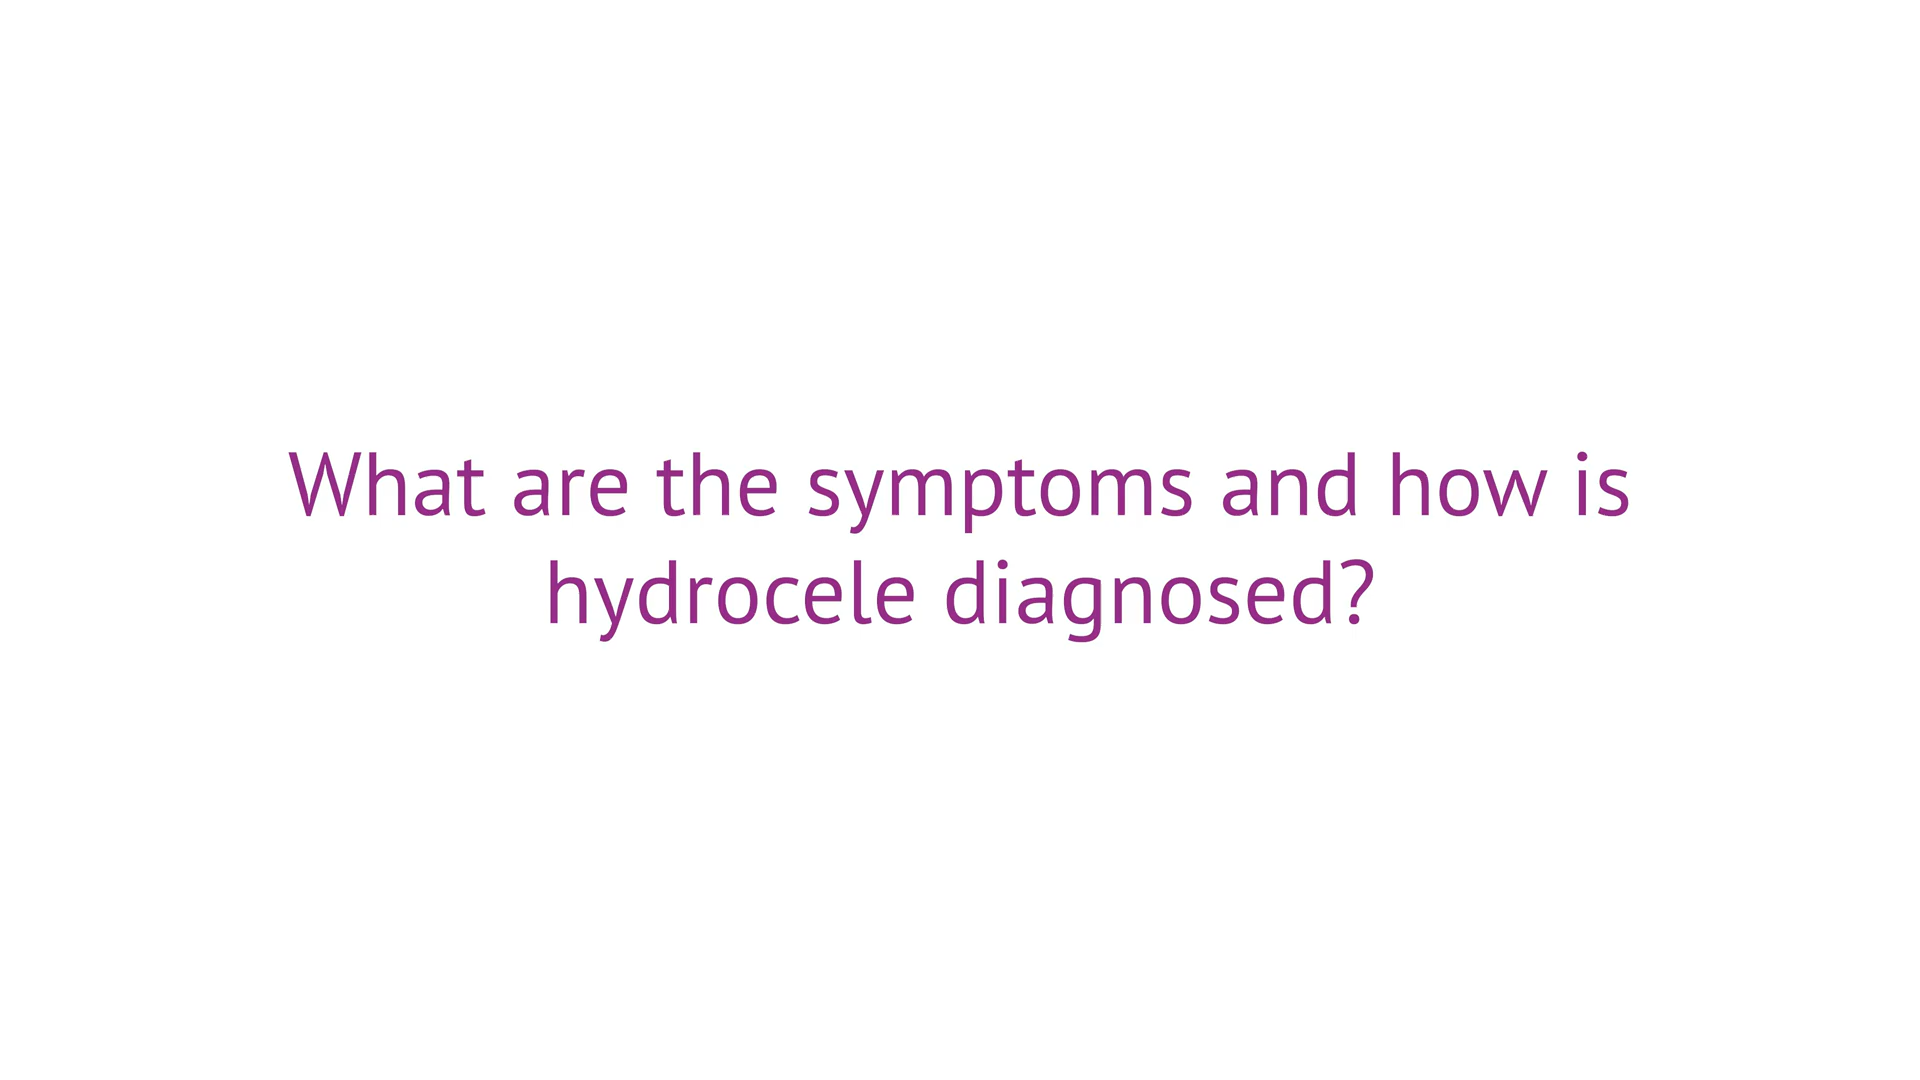 What are the symptoms and how is
hydrocele diagnosed?